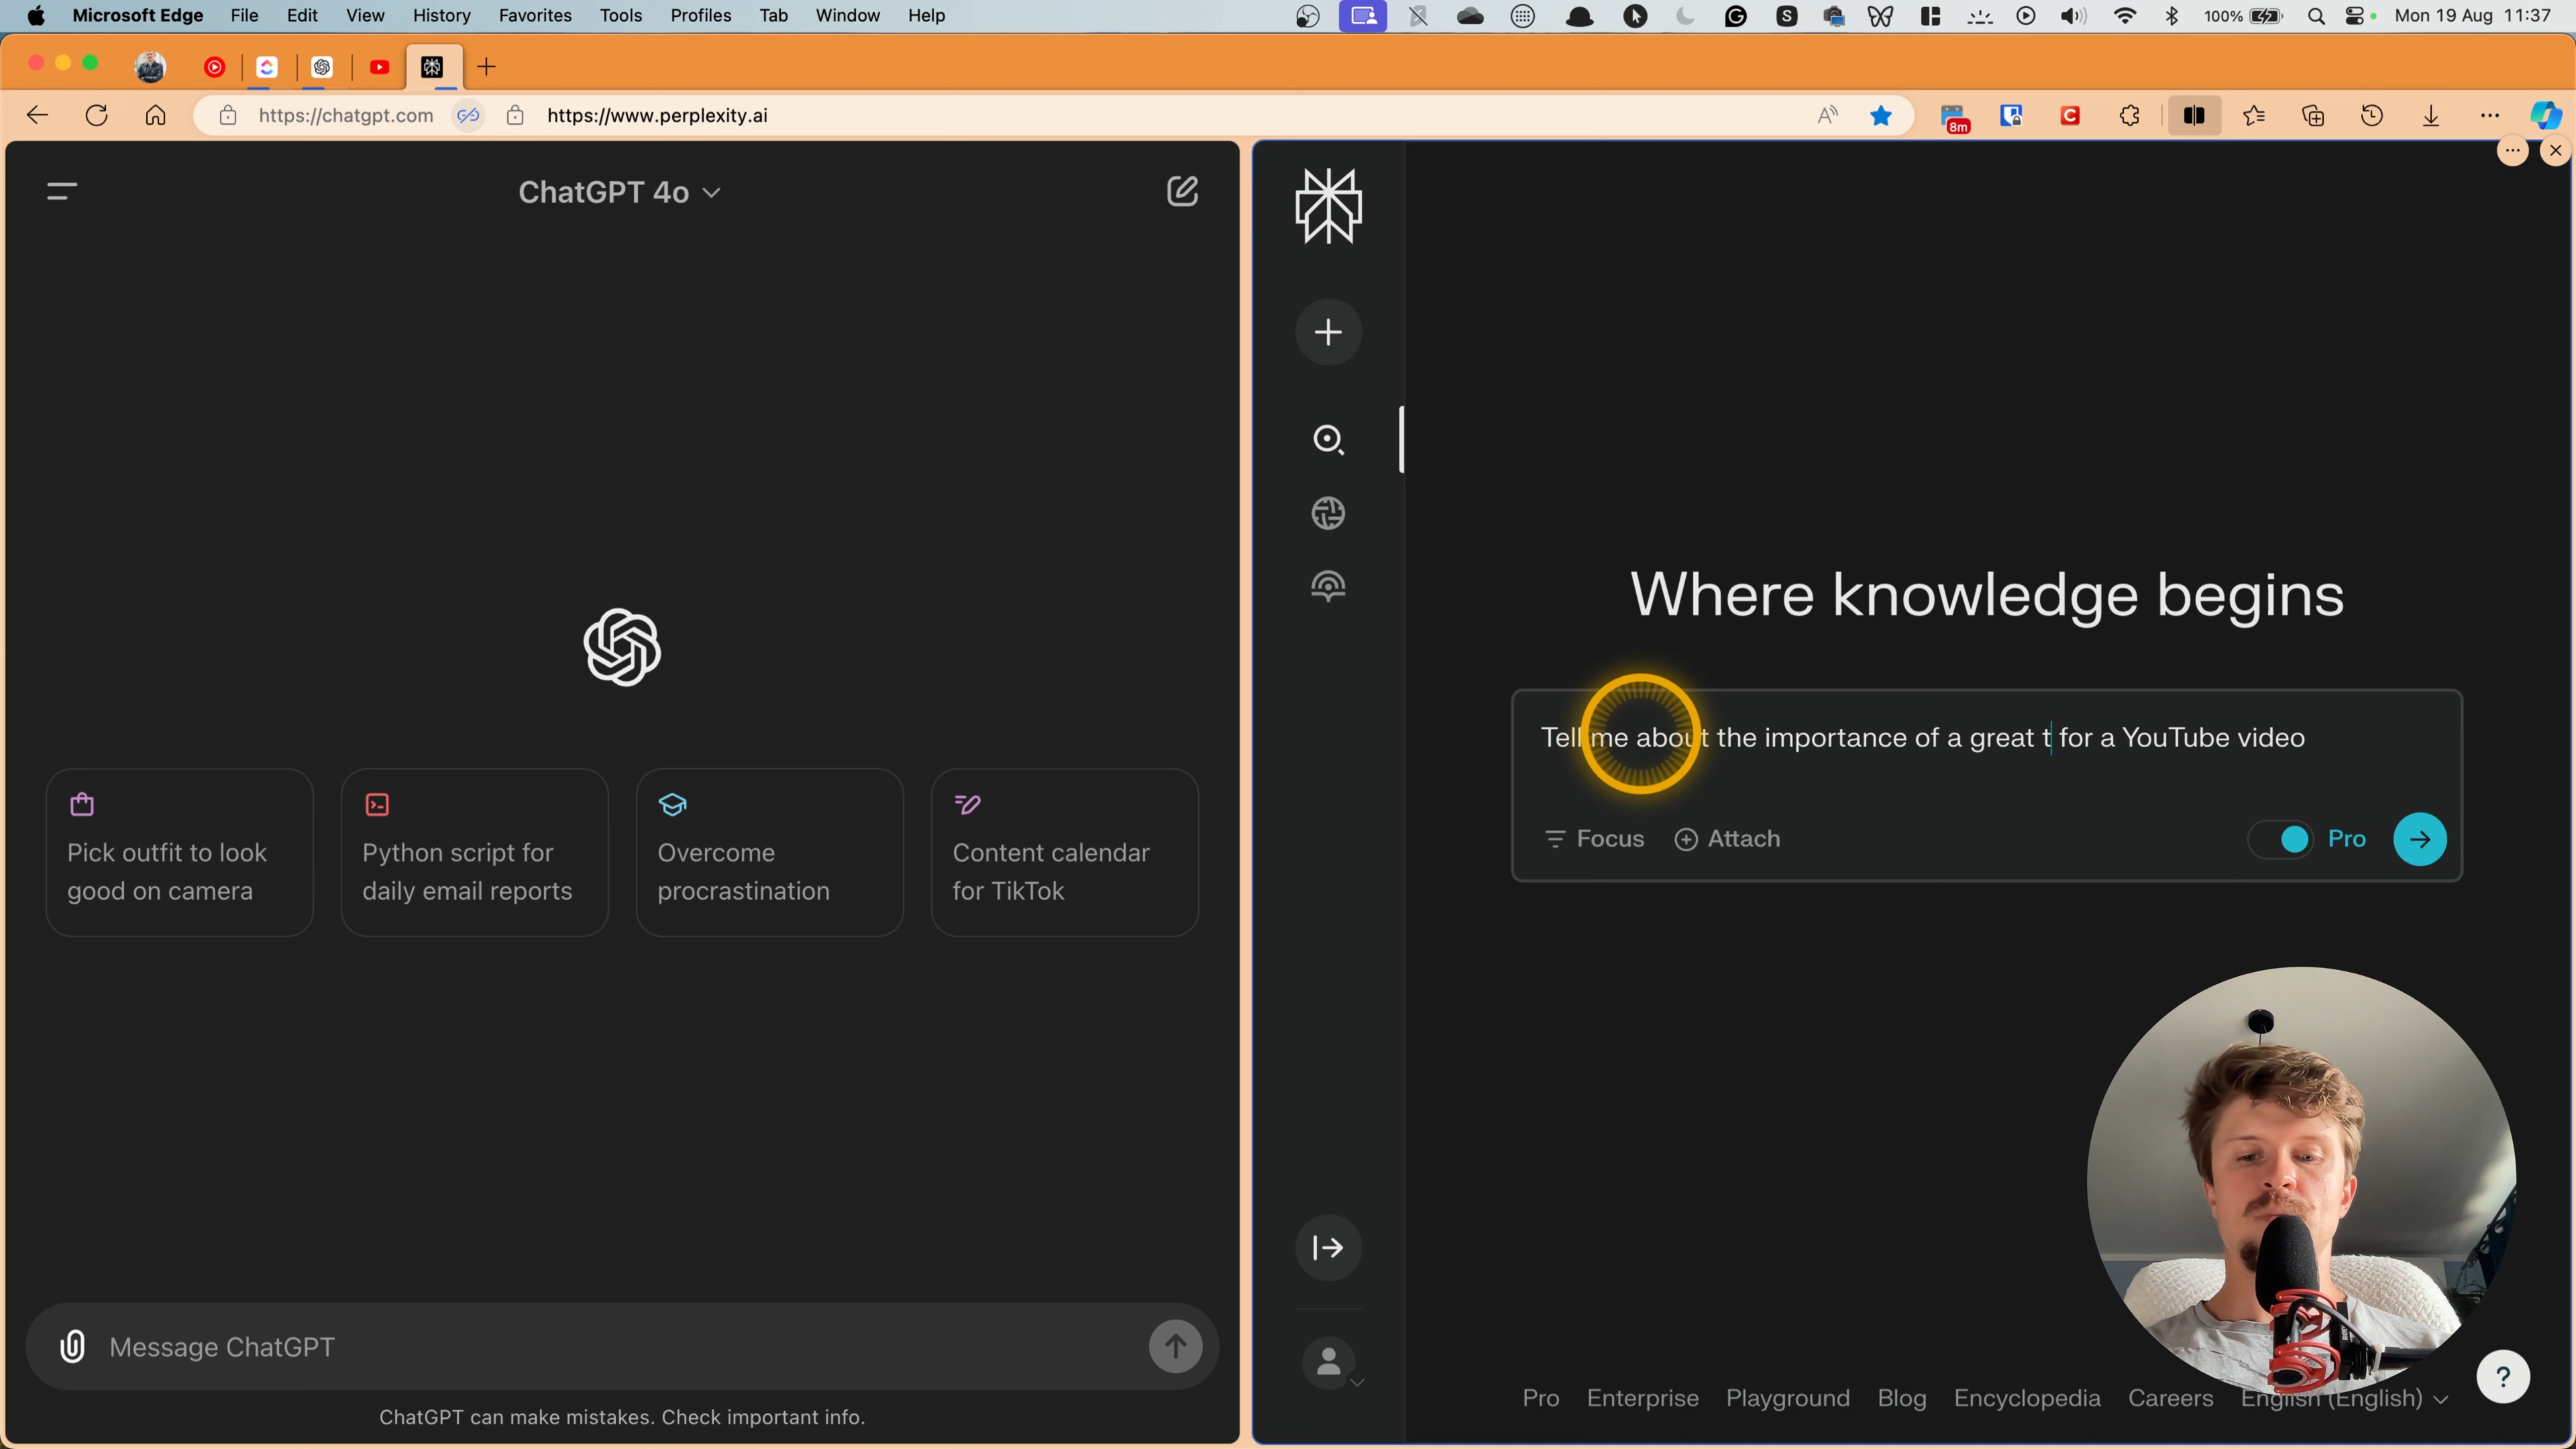 Microsoft Edge File Edit View History Favorites Tools Profiles Tab Window Help 100% Mon 19 Aug 11:37
https://chatgpt.com https://www.perplexity.ai 8m
ChatGPT 4o
Pick outfit to look
good on camera
Python script for
daily email reports
Overcome
procrastination
Content calendar
for TikTok
Message ChatGPT
ChatGPT can make mistakes. Check important info.
Where knowledge begins
Tell me about the importance of a great t for a YouTube video
Focus Attach Pro
Pro Enterprise Playground Blog Encyclopedia Careers English (English)